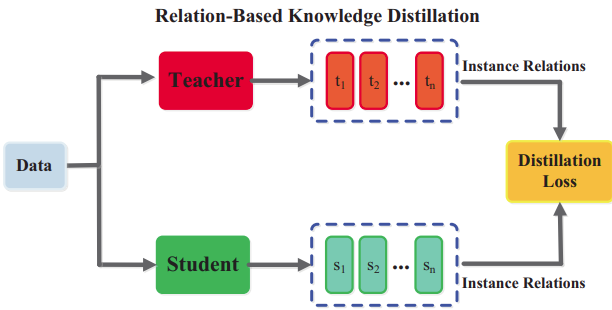 Relation-Based Knowledge Distillation
Teacher
t1 t2 ... tn
Instance Relations
Data
Distillation
Loss
Student
s1 s2 ... sn
Instance Relations